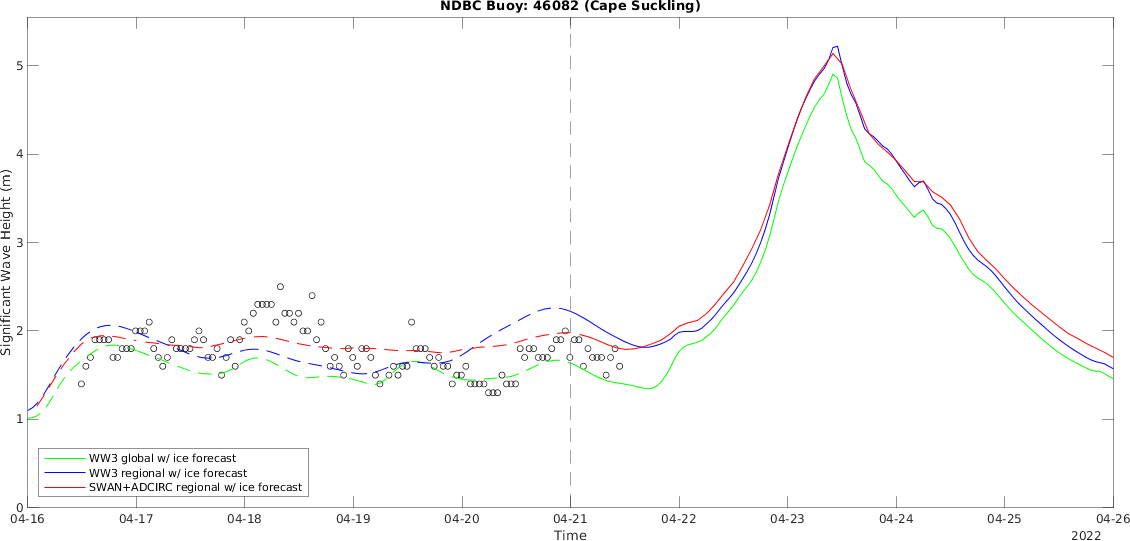 NDBC Buoy: 46082 (Cape Suckling)
Significant Wave Height (m)
5
4
3
2
1
0
WW3 global w/ ice forecast
WW3 regional w/ ice forecast
SWAN+ADCIRC regional w/ ice forecast
04-16 04-17 04-18 04-19 04-20 04-21 04-22 04-23 04-24 04-25 04-26
Time
2022